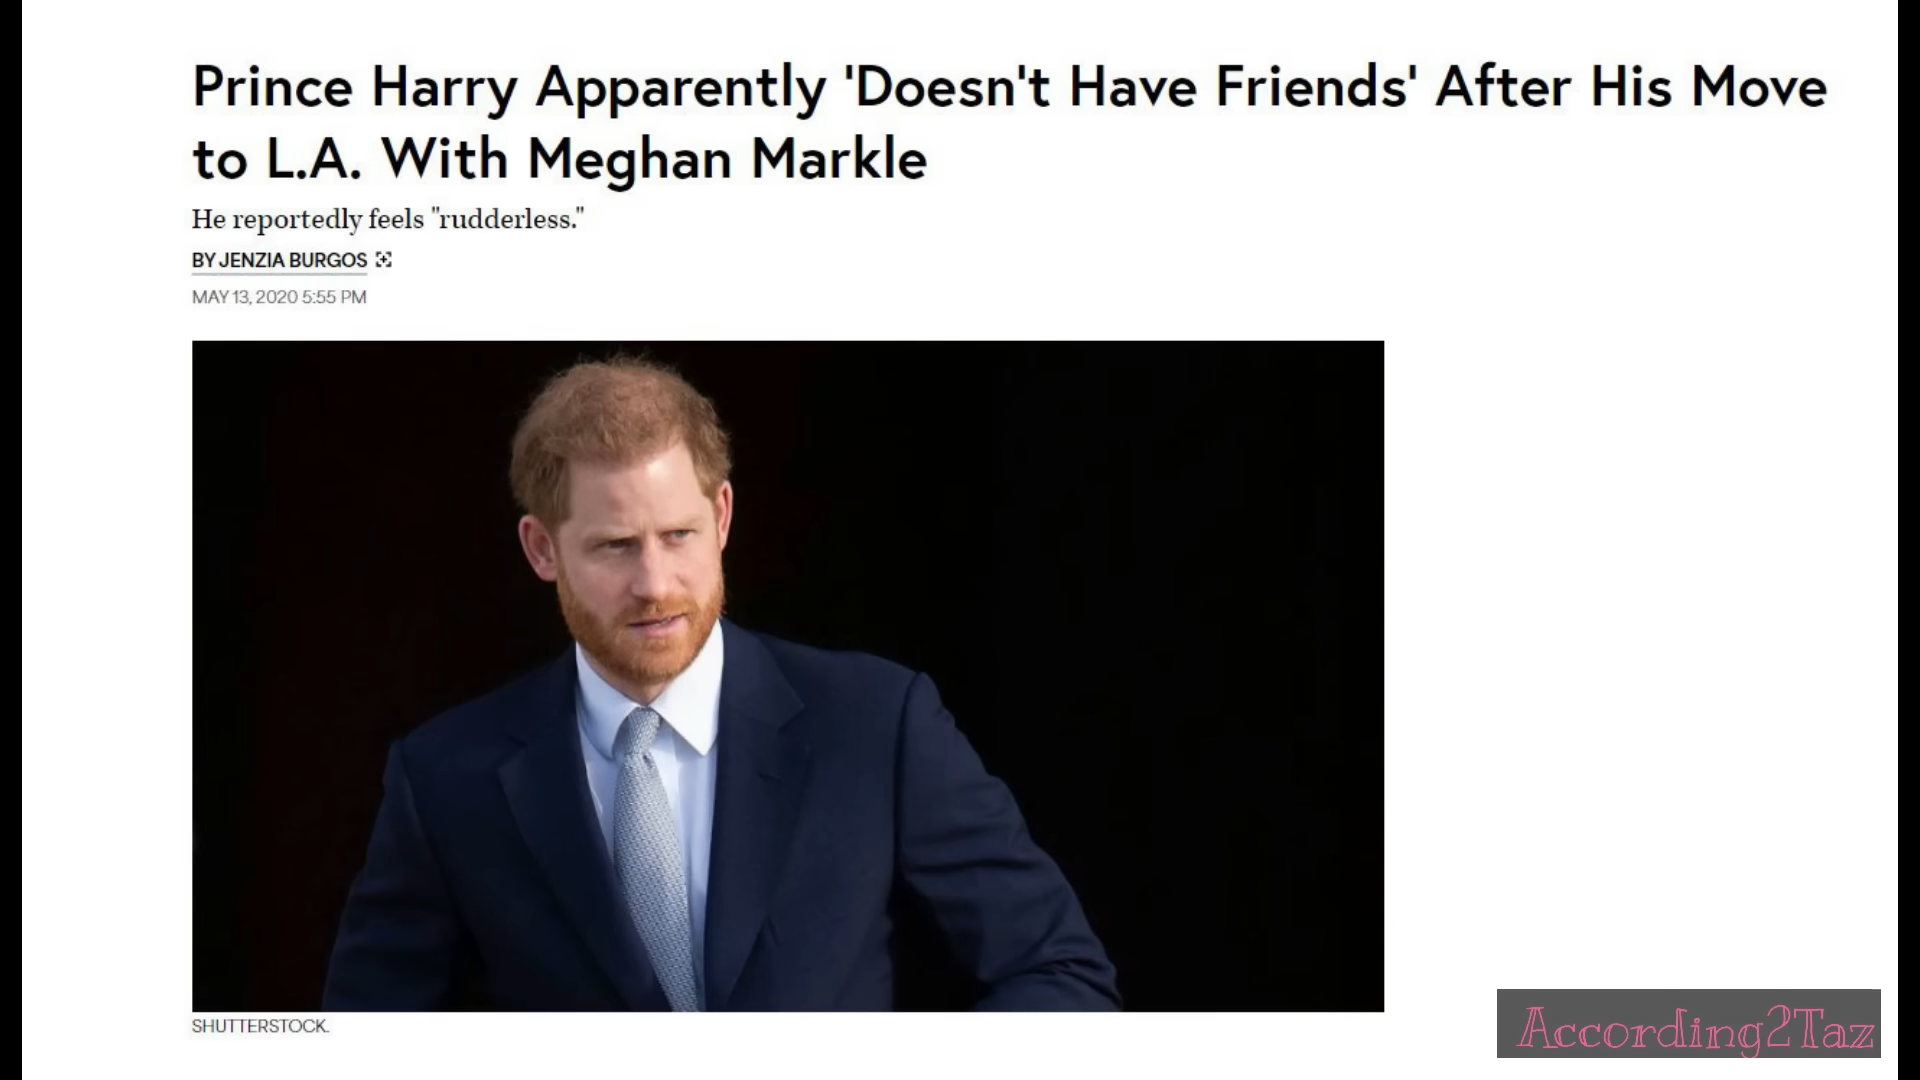 Prince Harry Apparently 'Doesn't Have Friends' After His Move
to L.A. With Meghan Markle
He reportedly feels "rudderless."
BY JENZIA BURGOS
MAY 13, 2020 5:55 PM
SHUTTERSTOCK.
According2Taz